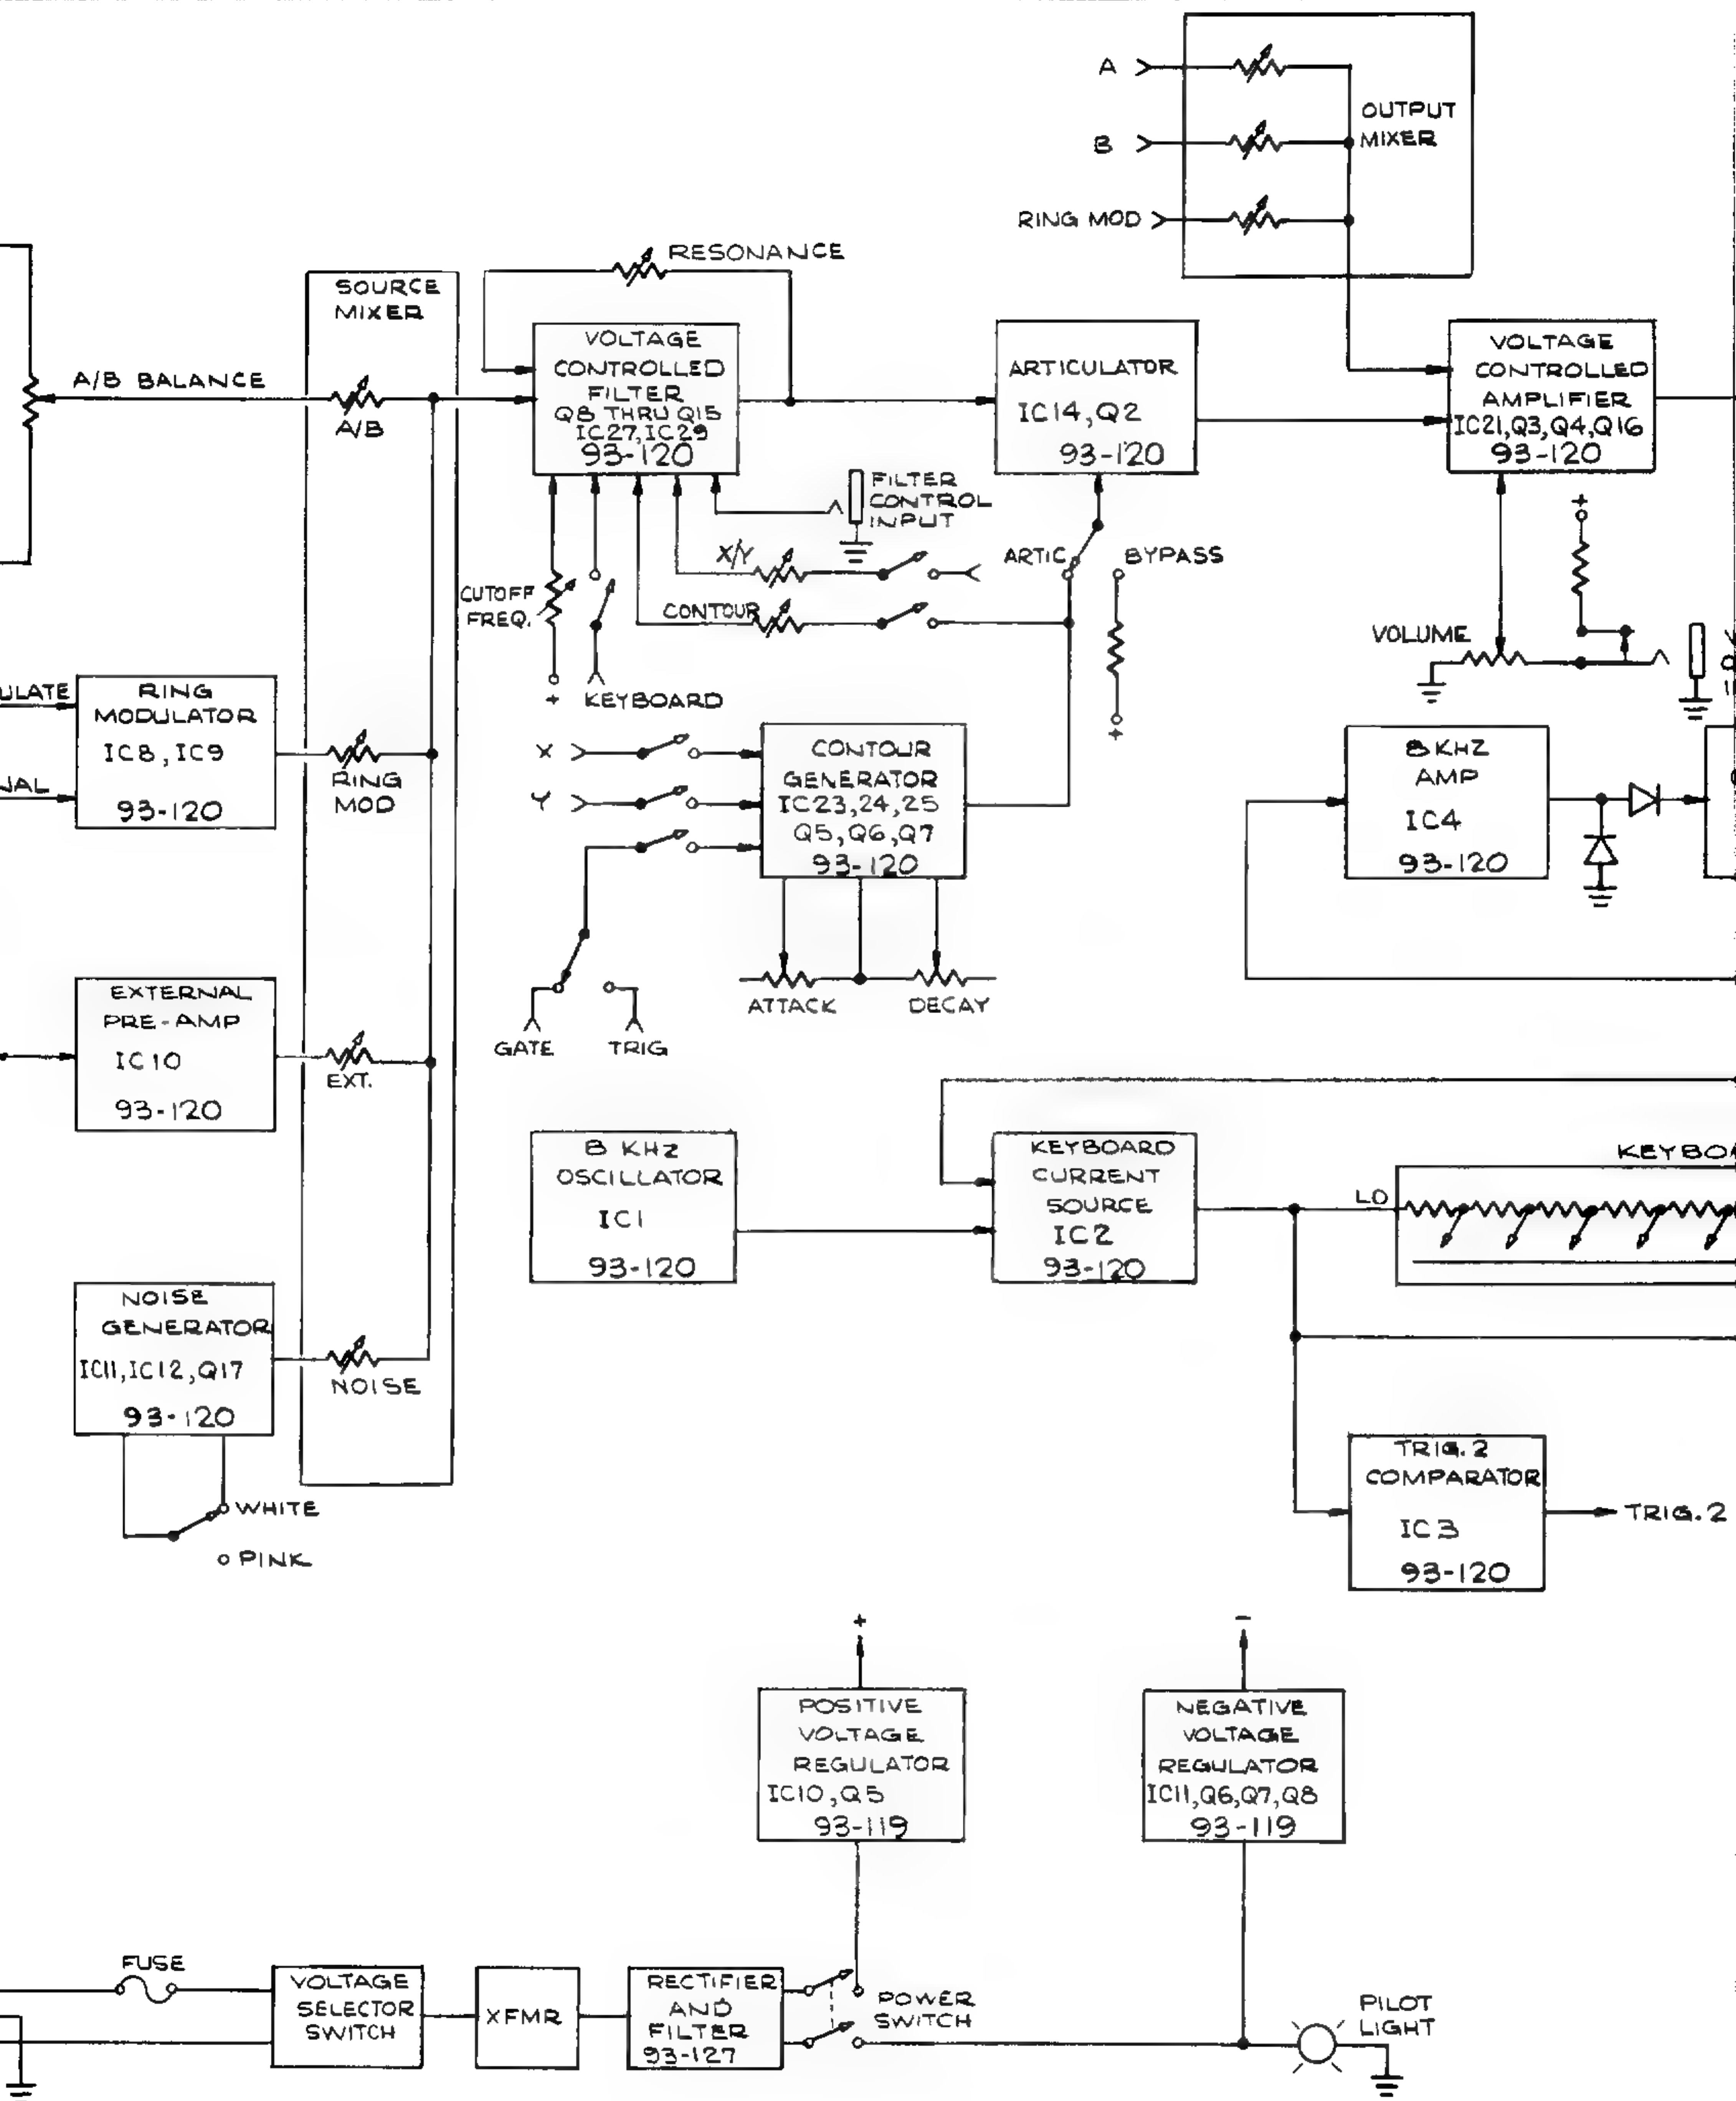 A
OUTPUT
MIXER
B
RING MOD
RESONANCE
SOURCE
MIXER
A/B BALANCE
A/B
VOLTAGE
CONTROLLED
FILTER
Q8 THRU Q15
IC27, IC29
93-120
ARTICULATOR
IC14, Q2
93-120
VOLTAGE
CONTROLLED
AMPLIFIER
IC21, Q3, Q4, Q16
93-120
FILTER
CONTROL
INPUT
X/Y
ARTIC
BYPASS
+
CUTOFF
FREQ.
CONTOUR
VOLUME
+
KEYBOARD
+
ULATE
RING
MODULATOR
IC8, IC9
93-120
NAL
RING
MOD
X
Y
CONTOUR
GENERATOR
IC23, 24, 25
Q5, Q6, Q7
93-120
8 KHZ
AMP
IC4
93-120
ATTACK
DECAY
GATE
TRIG
EXTERNAL
PRE-AMP
IC10
93-120
EXT.
8 KHZ
OSCILLATOR
IC1
93-120
KEYBOARD
CURRENT
SOURCE
IC2
93-120
KEYBOA
LO
NOISE
GENERATOR
IC11, IC12, Q17
93-120
NOISE
WHITE
PINK
TRIG.2
COMPARATOR
IC3
93-120
TRIG.2
+
−
POSITIVE
VOLTAGE
REGULATOR
IC10, Q5
93-119
NEGATIVE
VOLTAGE
REGULATOR
IC11, Q6, Q7, Q8
93-119
FUSE
VOLTAGE
SELECTOR
SWITCH
XFMR
RECTIFIER
AND
FILTER
93-127
POWER
SWITCH
PILOT
LIGHT